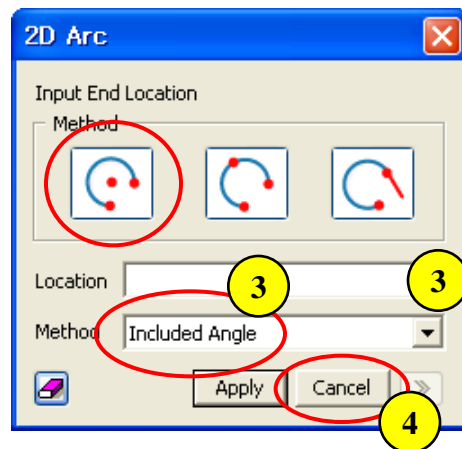 2D Arc
Input End Location
Method
Location
3
3
Method Included Angle
Apply Cancel
4